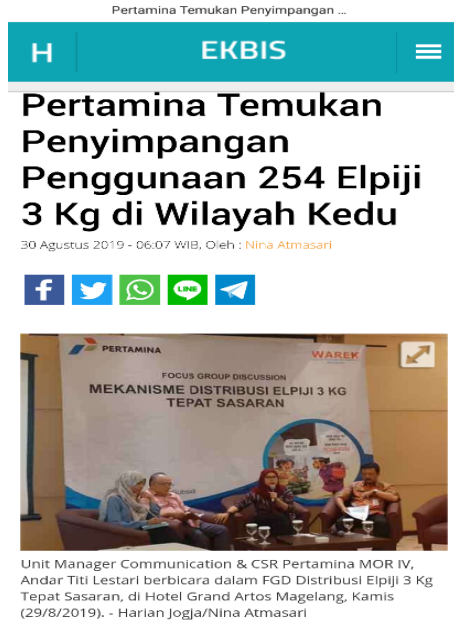 Pertamina Temukan Penyimpangan ...
H
EKBIS
Pertamina Temukan
Penyimpangan
Penggunaan 254 Elpiji
3 Kg di Wilayah Kedu
30 Agustus 2019 - 06:07 WIB, Oleh : Nina Atmasari
LINE
PERTAMINA
WAREK
FOCUS GROUP DISCUSSION
MEKANISME DISTRIBUSI ELPIJI 3 KG
TEPAT SASARAN
Unit Manager Communication & CSR Pertamina MOR IV,
Andar Titi Lestari berbicara dalam FGD Distribusi Elpiji 3 Kg
Tepat Sasaran, di Hotel Grand Artos Magelang, Kamis
(29/8/2019). - Harian Jogja/Nina Atmasari